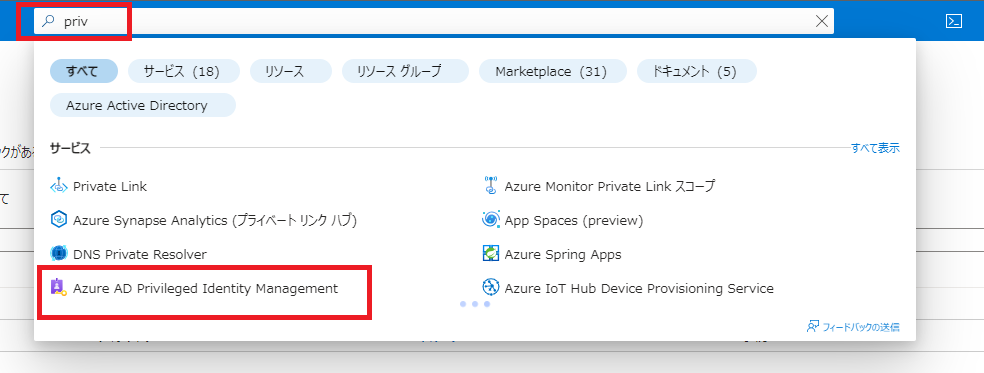 priv
すべて サービス (18) リソース リソース グループ Marketplace (31) ドキュメント (5)
Azure Active Directory
サービス すべて表示
Private Link Azure Monitor Private Link スコープ
Azure Synapse Analytics (プライベート リンク ハブ) App Spaces (preview)
DNS Private Resolver Azure Spring Apps
Azure AD Privileged Identity Management Azure IoT Hub Device Provisioning Service
フィードバックの送信